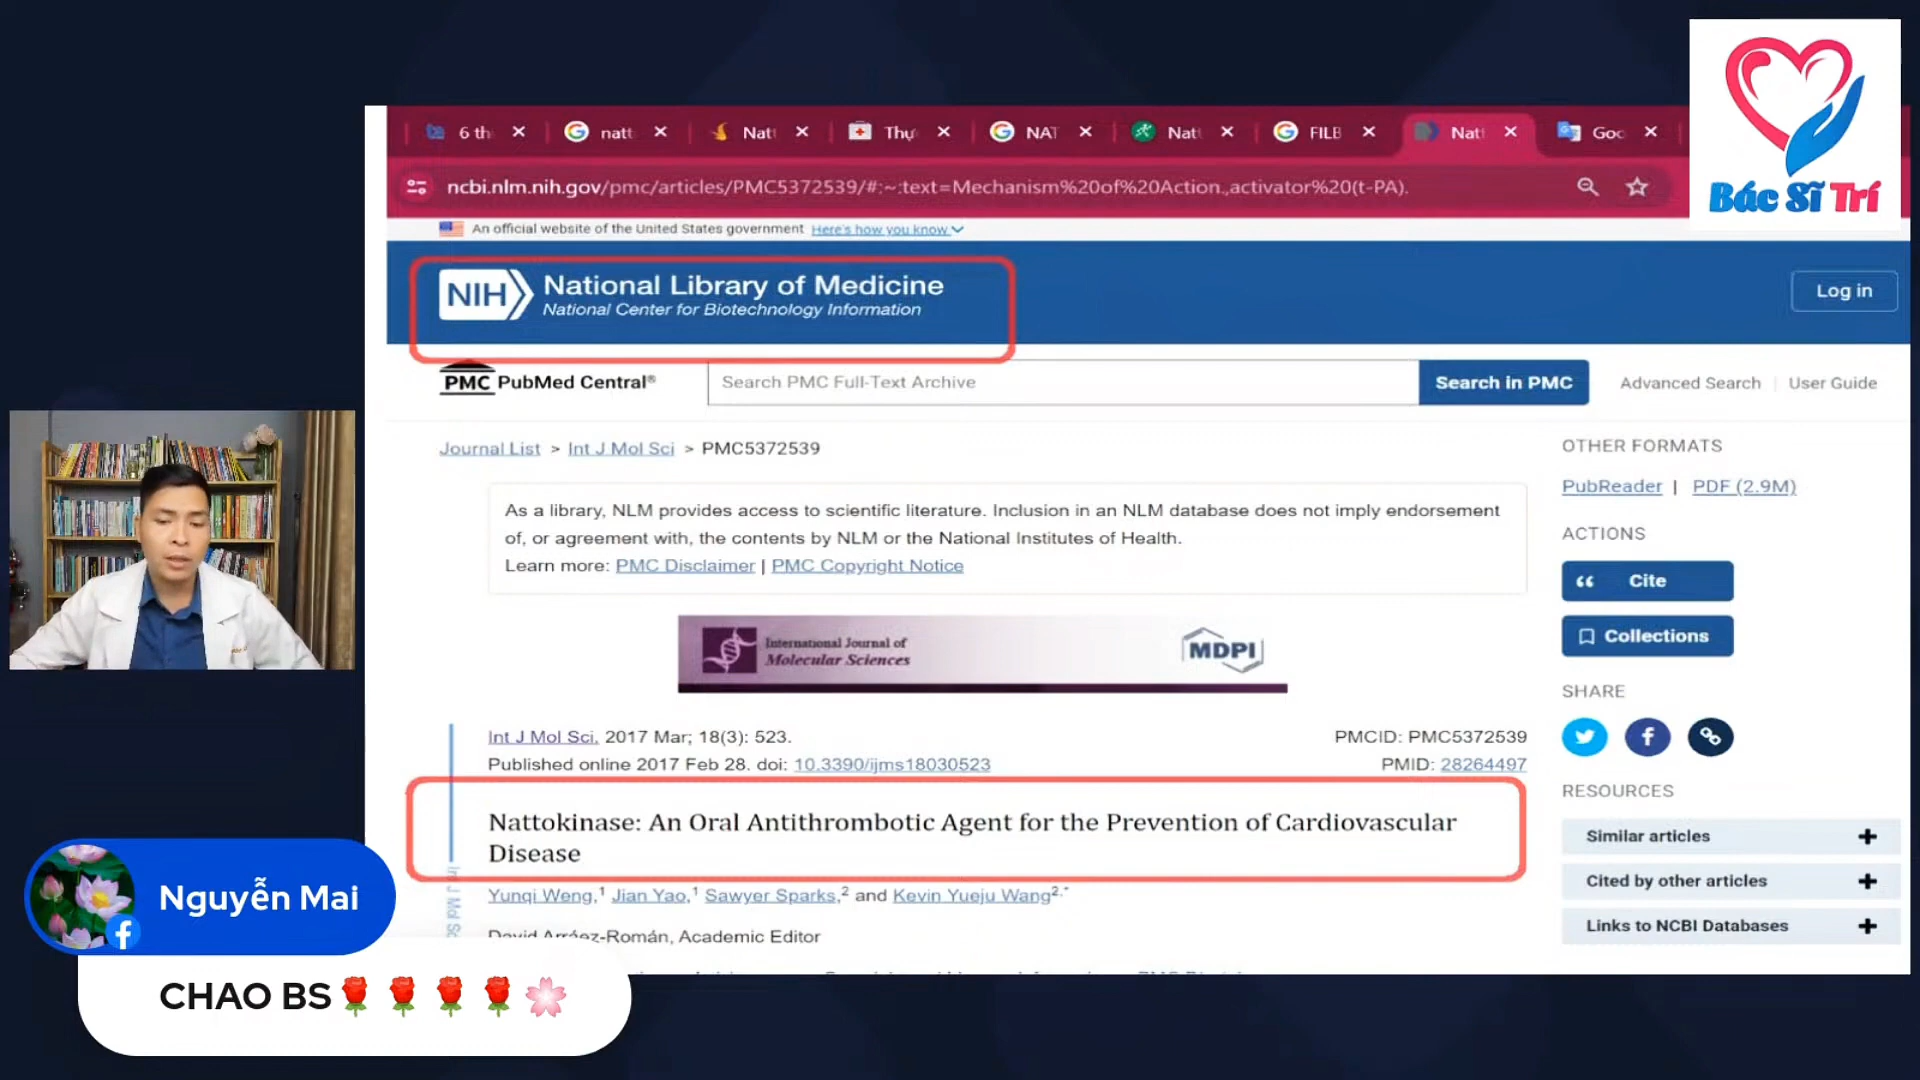 Bác Sĩ Trí
6 th
natt
Natt
Thự
NAT
Natt
FILB
Natt
Goo
ncbi.nlm.nih.gov/pmc/articles/PMC5372539/#:~:text=Mechanism%20of%20Action.,activator%20(t-PA).
An official website of the United States government Here's how you know
NIH National Library of Medicine
National Center for Biotechnology Information
Log in
PMC PubMed Central®
Search PMC Full-Text Archive
Search in PMC
Advanced Search
User Guide
Journal List > Int J Mol Sci > PMC5372539
As a library, NLM provides access to scientific literature. Inclusion in an NLM database does not imply endorsement
of, or agreement with, the contents by NLM or the National Institutes of Health.
Learn more: PMC Disclaimer | PMC Copyright Notice
International Journal of
Molecular Sciences
MDPI
Int J Mol Sci. 2017 Mar; 18(3): 523.
Published online 2017 Feb 28. doi: 10.3390/ijms18030523
PMCID: PMC5372539
PMID: 28264497
Nattokinase: An Oral Antithrombotic Agent for the Prevention of Cardiovascular
Disease
Yunqi Weng,1 Jian Yao,1 Sawyer Sparks,2 and Kevin Yueju Wang2,*
David Arráez-Román, Academic Editor
OTHER FORMATS
PubReader | PDF (2.9M)
ACTIONS
Cite
Collections
SHARE
RESOURCES
Similar articles
Cited by other articles
Links to NCBI Databases
Nguyễn Mai
CHAO BS🌹🌹🌹🌹🌸